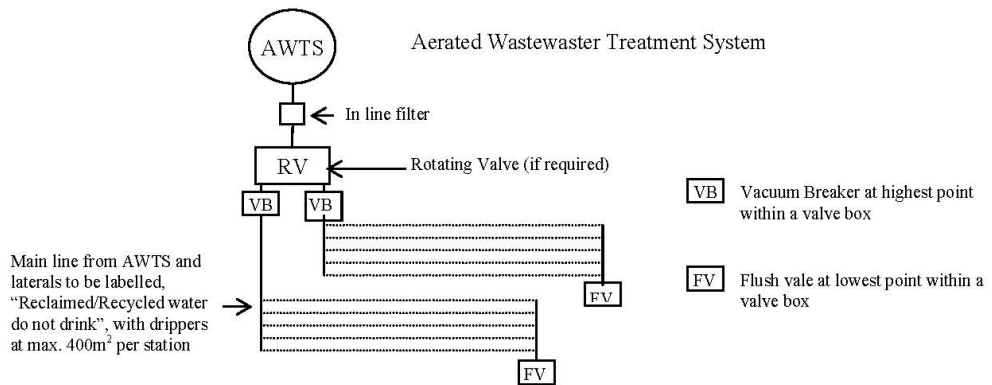 AWTS
Aerated Wastewaster Treatment System
In line filter
RV
Rotating Valve (if required)
VB
VB
VB
Vacuum Breaker at highest point
within a valve box
Main line from AWTS and
laterals to be labelled,
“Reclaimed/Recycled water
do not drink”, with drippers
at max. 400m² per station
FV
FV
Flush vale at lowest point within a
valve box
FV